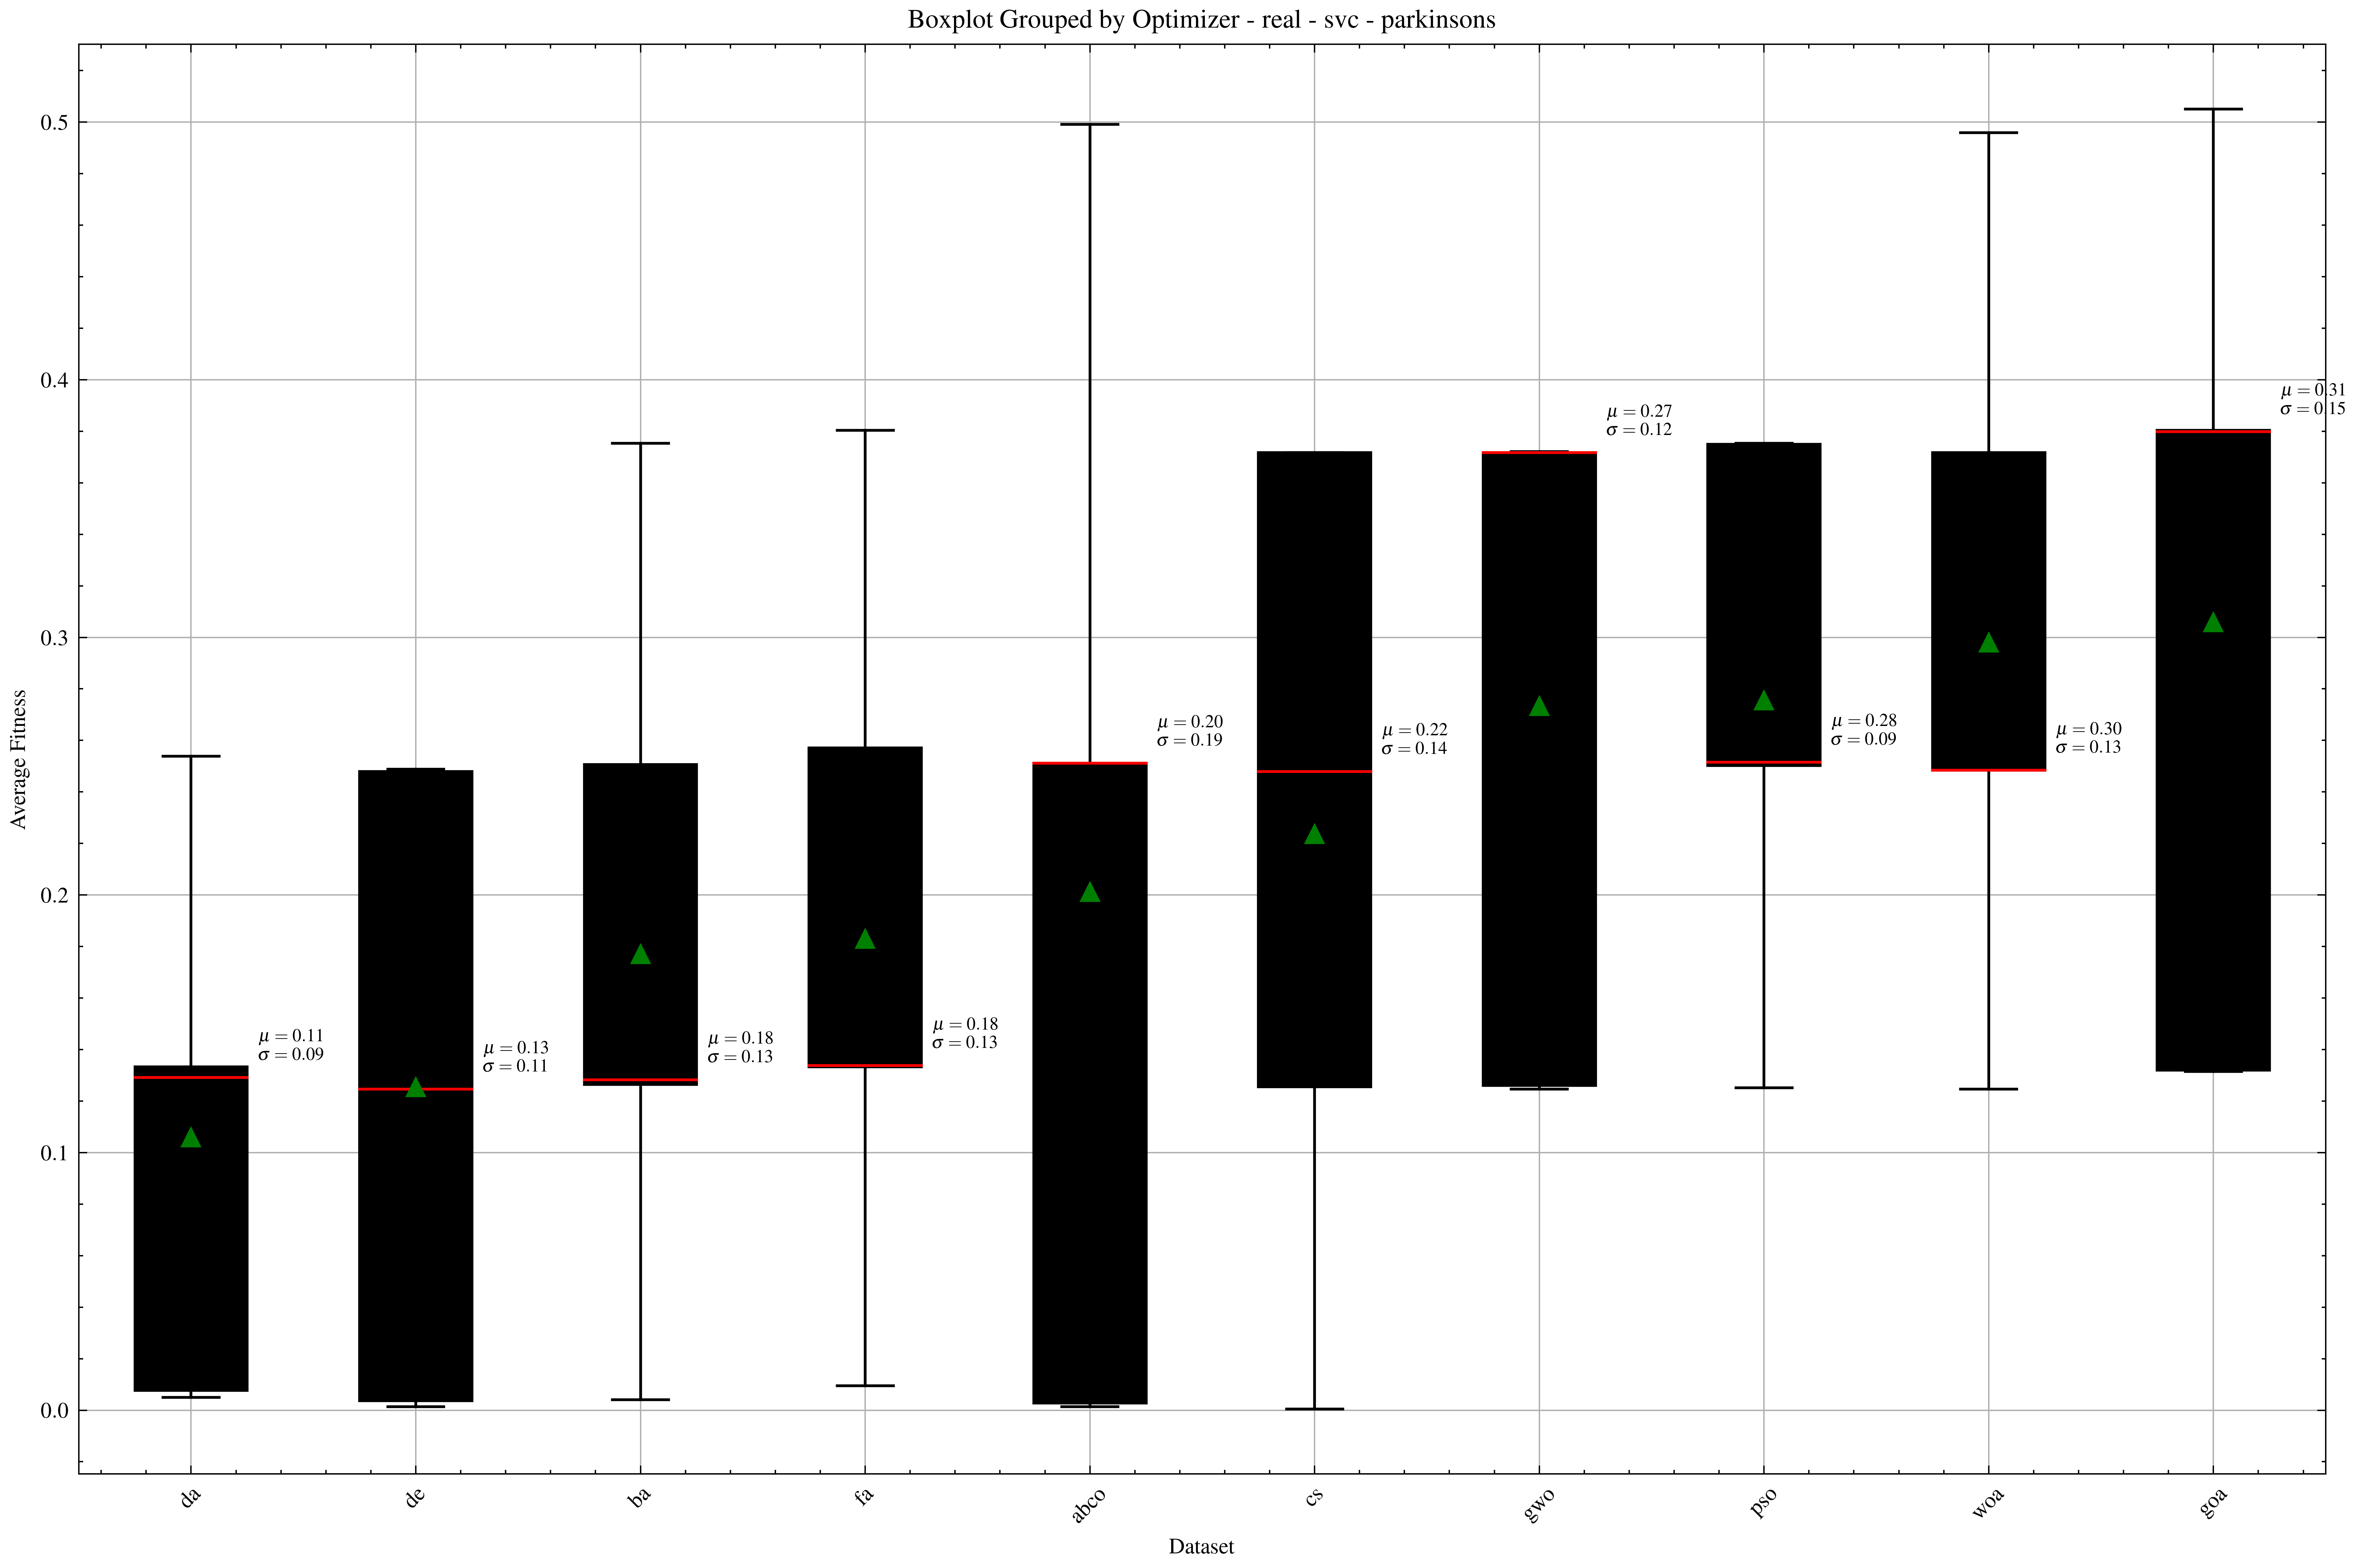 Boxplot Grouped by Optimizer - real - svc - parkinsons
Average Fitness
0.5
0.4
0.3
0.2
0.1
0.0
μ = 0.11
σ = 0.09
μ = 0.13
σ = 0.11
μ = 0.18
σ = 0.13
μ = 0.18
σ = 0.13
μ = 0.20
σ = 0.19
μ = 0.22
σ = 0.14
μ = 0.27
σ = 0.12
μ = 0.28
σ = 0.09
μ = 0.30
σ = 0.13
μ = 0.31
σ = 0.15
da
de
ba
fa
abco
cs
gwo
pso
woa
goa
Dataset